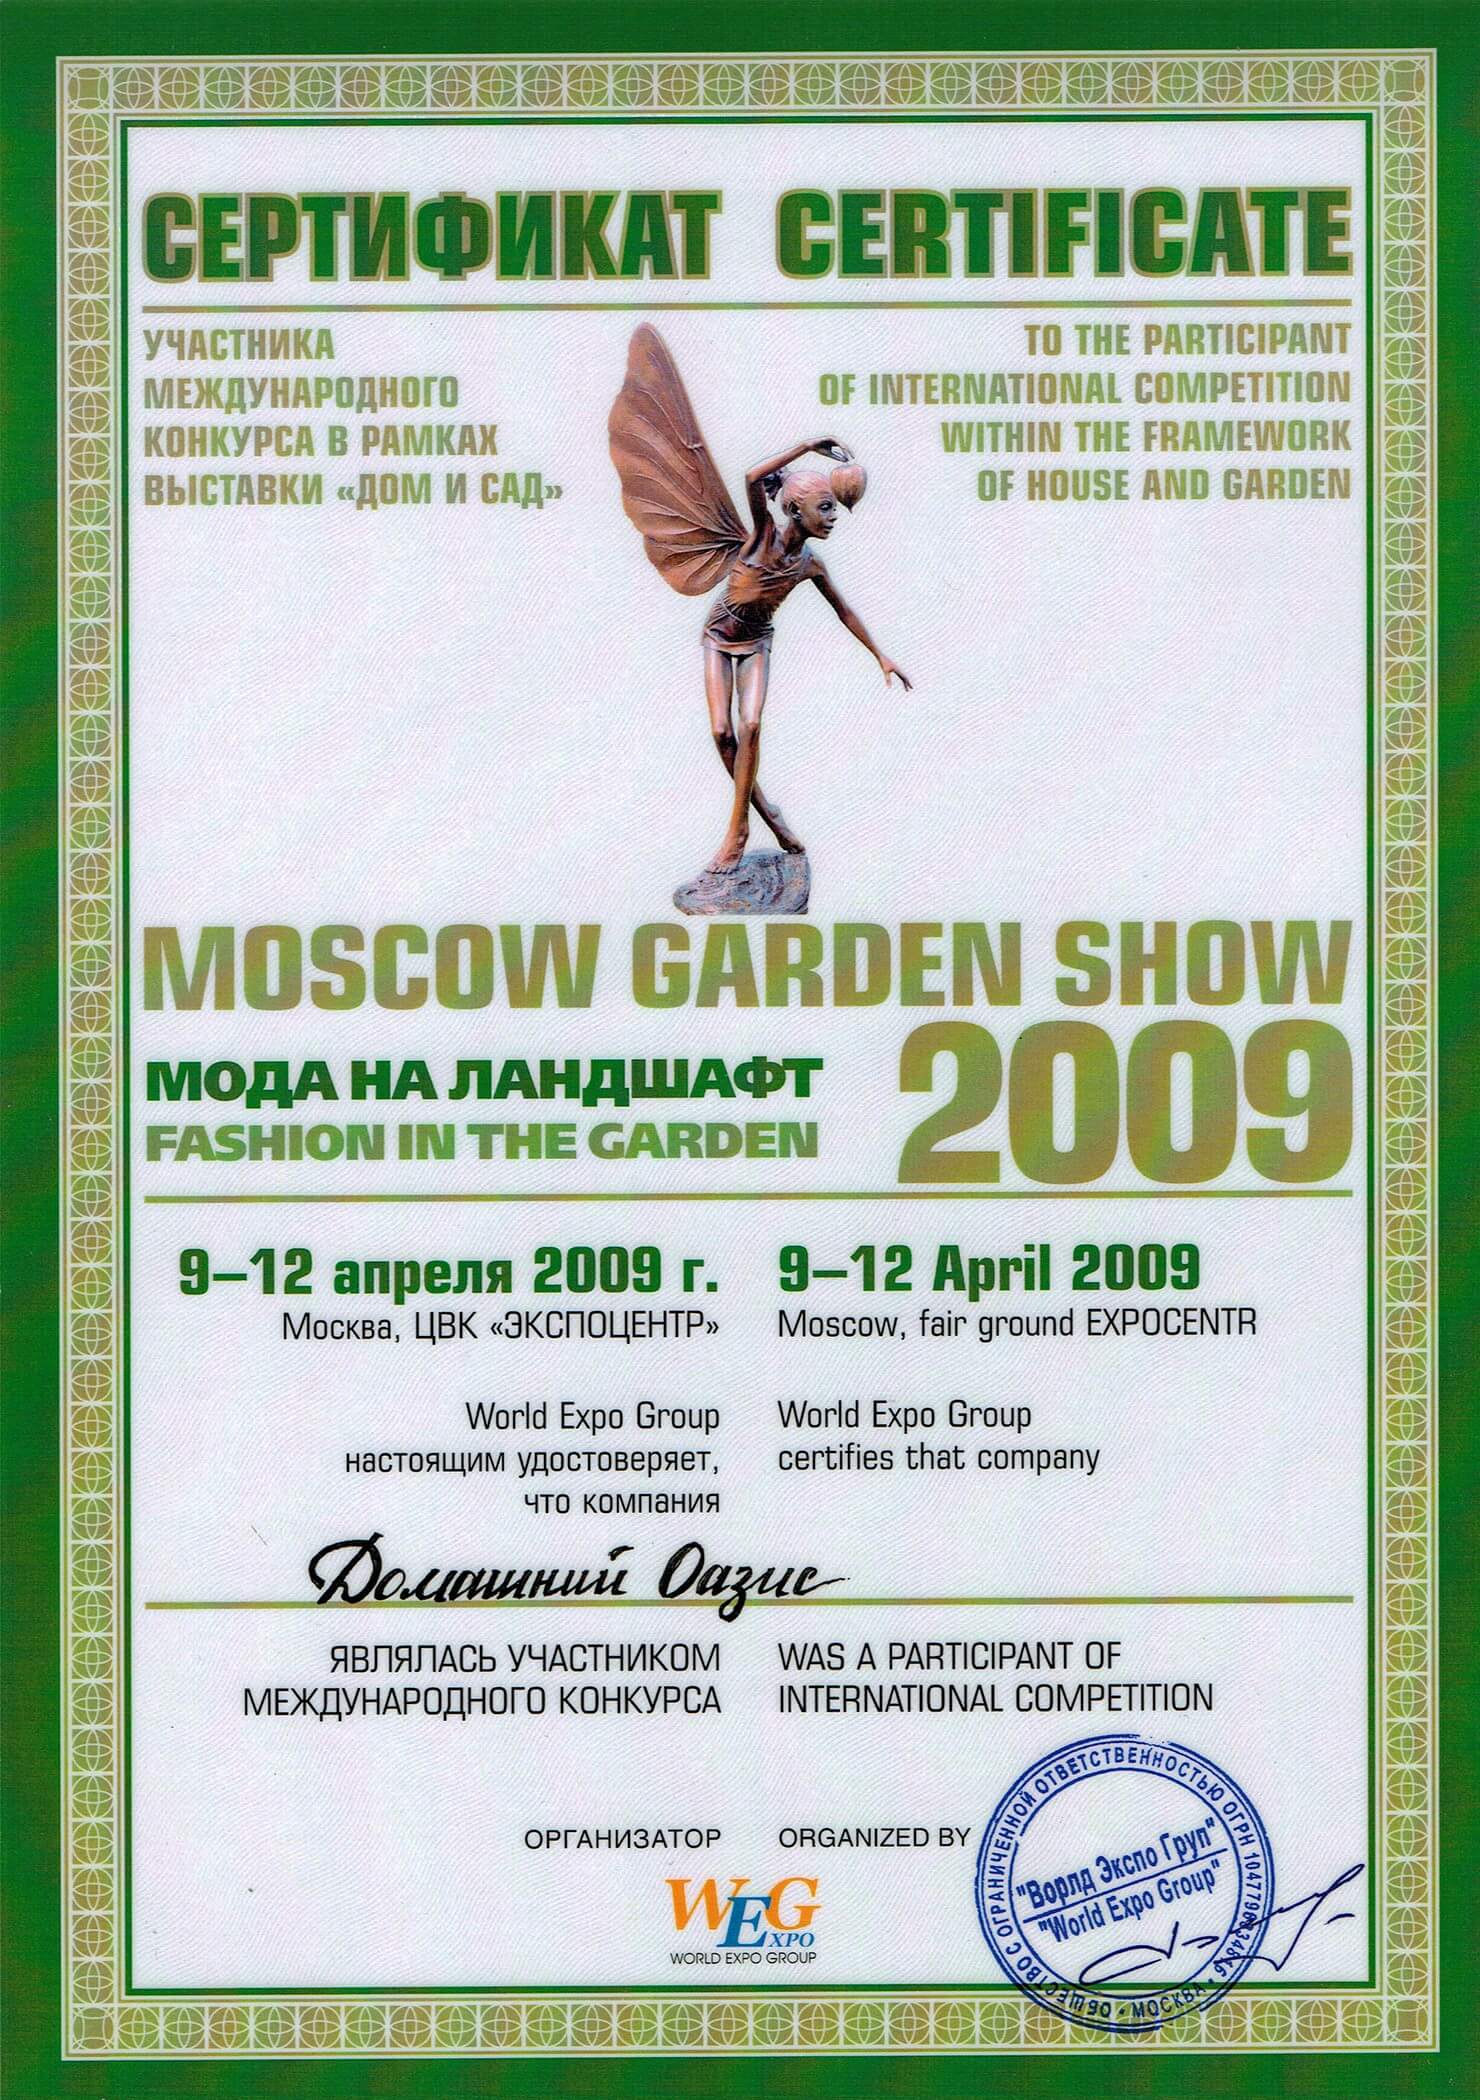 СЕРТИФИКАТ CERTIFICATE
УЧАСТНИКА
МЕЖДУНАРОДНОГО
КОНКУРСА В РАМКАХ
ВЫСТАВКИ «ДОМ И САД»
TO THE PARTICIPANT
OF INTERNATIONAL COMPETITION
WITHIN THE FRAMEWORK
OF HOUSE AND GARDEN
MOSCOW GARDEN SHOW
2009
МОДА НА ЛАНДШАФТ
FASHION IN THE GARDEN
9–12 апреля 2009 г.
Москва, ЦВК «ЭКСПОЦЕНТР»
9–12 April 2009
Moscow, fair ground EXPOCENTR
World Expo Group
настоящим удостоверяет,
что компания
World Expo Group
certifies that company
Домашний Оазис
ЯВЛЯЛАСЬ УЧАСТНИКОМ
МЕЖДУНАРОДНОГО КОНКУРСА
WAS A PARTICIPANT OF
INTERNATIONAL COMPETITION
ОРГАНИЗАТОР
ORGANIZED BY
WEG
EXPO
WORLD EXPO GROUP
ОБЩЕСТВО С ОГРАНИЧЕННОЙ ОТВЕТСТВЕННОСТЬЮ ОГРН
МОСКВА
"Ворлд Экспо Груп"
"World Expo Group"